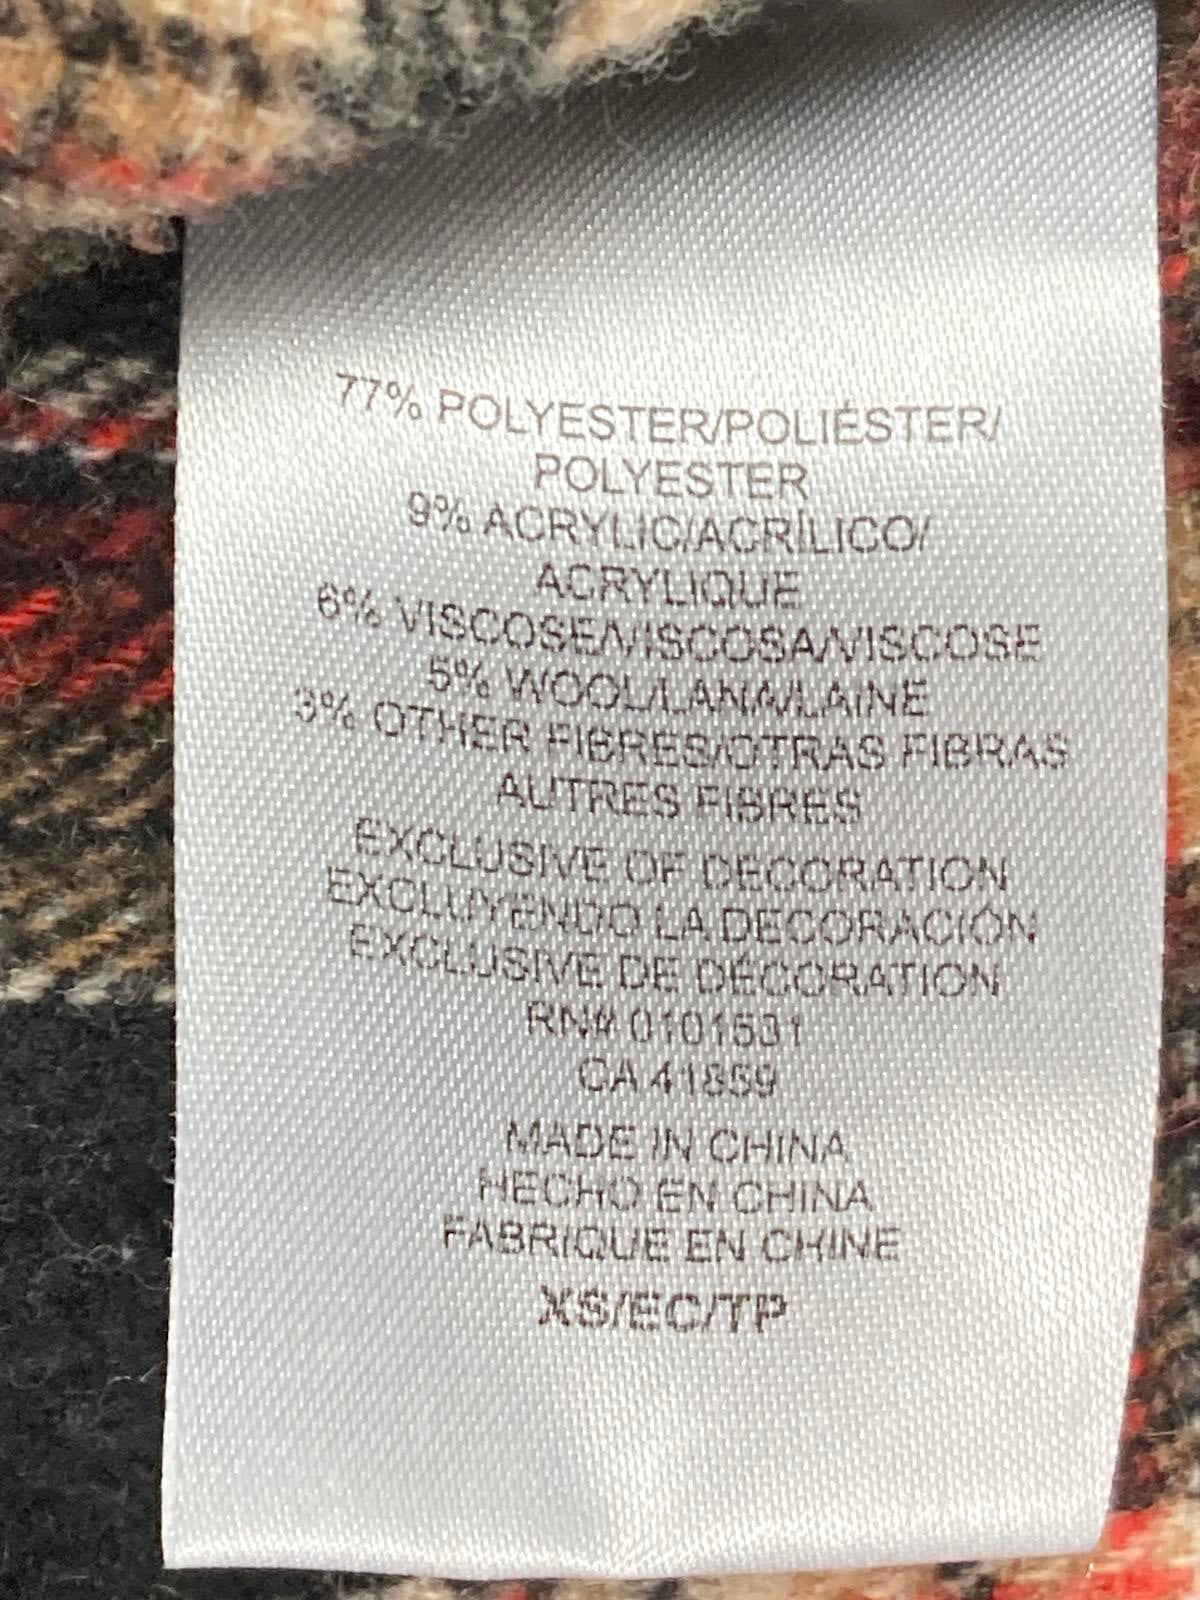 77% POLYESTER/POLIÉSTER/
POLYESTER
9% ACRYLIC/ACRÍLICO/
ACRYLIQUE
6% VISCOSE/VISCOSA/VISCOSE
5% WOOL/LANA/LAINE
3% OTHER FIBRES/OTRAS FIBRAS
AUTRES FIBRES
EXCLUSIVE OF DECORATION
EXCLUYENDO LA DECORACIÓN
EXCLUSIVE DE DÉCORATION
RN# 0101531
CA 41859
MADE IN CHINA
HECHO EN CHINA
FABRIQUE EN CHINE
XS/EC/TP